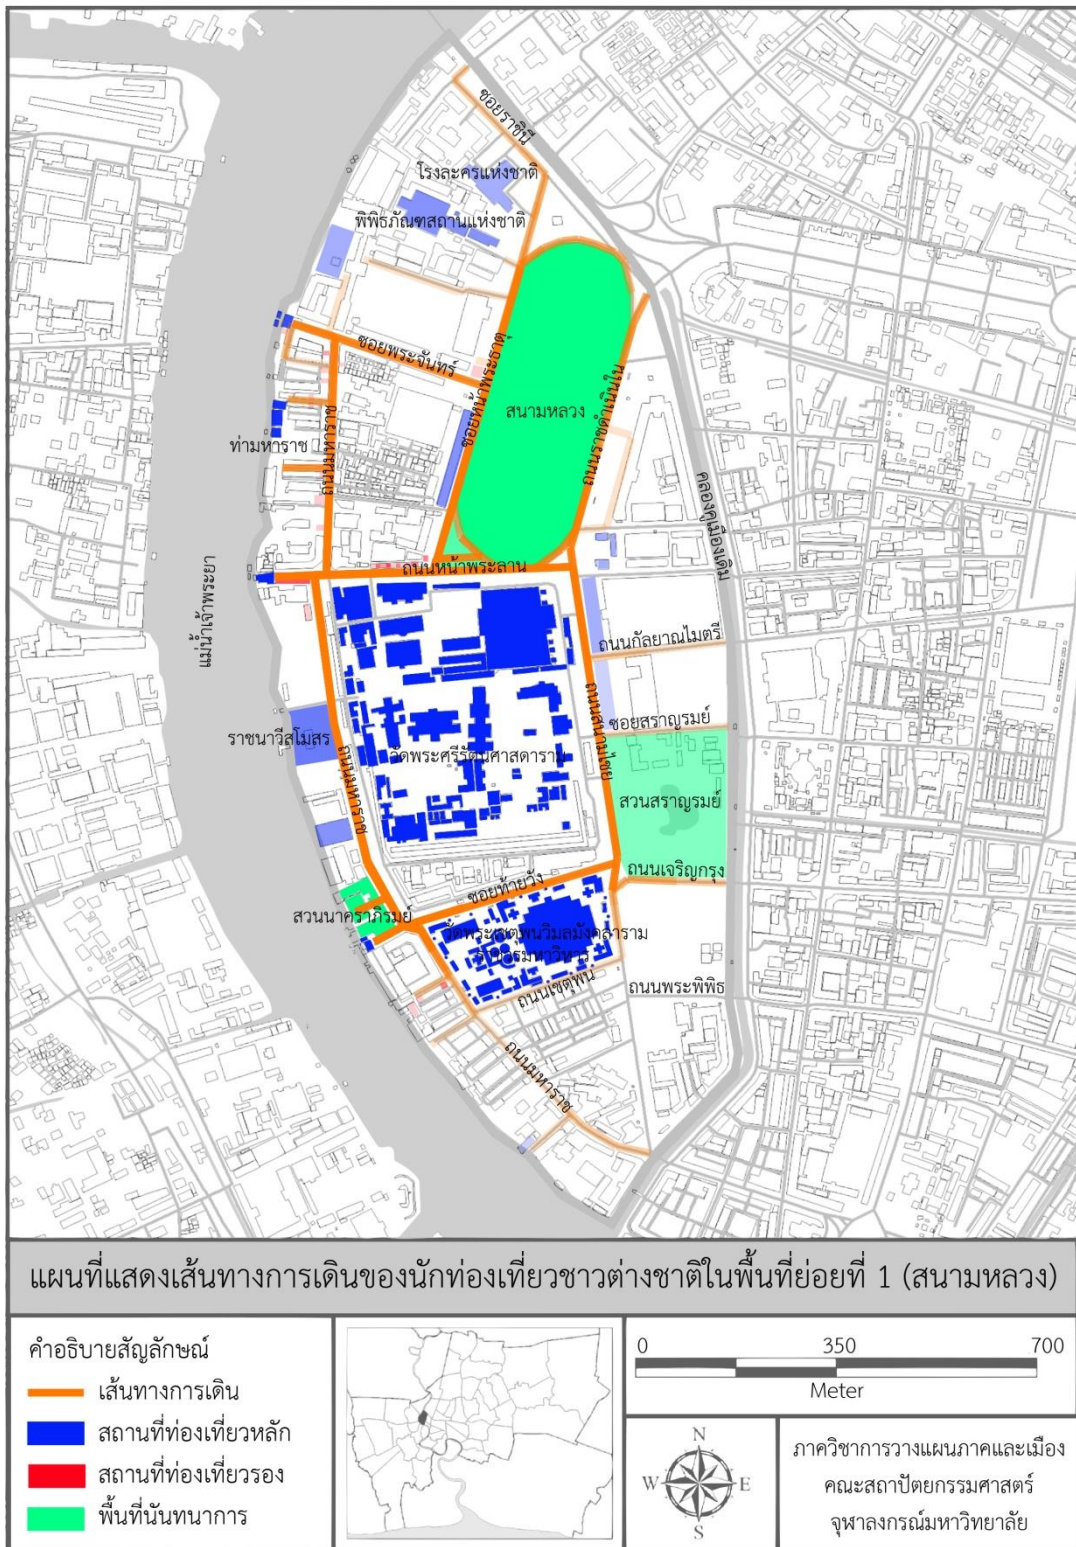 ซอยราชินี
โรงละครแห่งชาติ
พิพิธภัณฑสถานแห่งชาติ
ซอยพระจันทร์
ซอยหน้าพระธาตุ
สนามหลวง
ถนนราชดำเนินใน
ท่ามหาราช
ถนนมหาราช
คลองคูเมืองเดิม
ถนนหน้าพระลาน
แม่น้ำเจ้าพระยา
ถนนกัลยาณไมตรี
ถนนสนามไชย
ซอยสราญรมย์
ราชนาวีสโมสร
วัดพระศรีรัตนศาสดาราม
ถนนมหาราช
สวนสราญรมย์
ถนนเจริญกรุง
ซอยท้ายวัง
สวนนาคราภิรมย์
วัดพระเชตุพนวิมลมังคลาราม
ราชวรมหาวิหาร
ถนนเชตุพน
ถนนพระพิพิธ
ถนนมหาราช
แผนที่แสดงเส้นทางการเดินของนักท่องเที่ยวชาวต่างชาติในพื้นที่ย่อยที่ 1 (สนามหลวง)
คำอธิบายสัญลักษณ์
เส้นทางการเดิน
สถานที่ท่องเที่ยวหลัก
สถานที่ท่องเที่ยวรอง
พื้นที่นันทนาการ
0 350 700
Meter
N
W E
S
ภาควิชาการวางแผนภาคและเมือง
คณะสถาปัตยกรรมศาสตร์
จุฬาลงกรณ์มหาวิทยาลัย